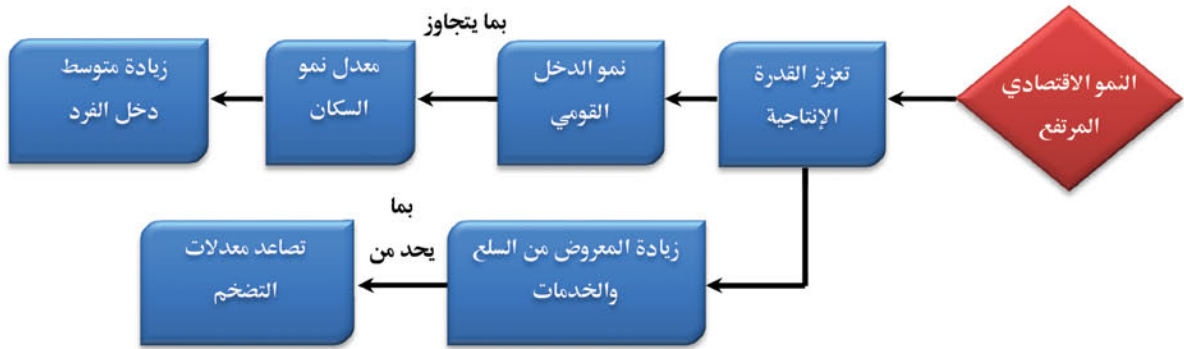 النمو الاقتصادي
المرتفع
تعزيز القدرة
الإنتاجية
نمو الدخل
القومي
بما يتجاوز
معدل نمو
السكان
زيادة متوسط
دخل الفرد
زيادة المعروض من السلع
والخدمات
بما
يحد من
تصاعد معدلات
التضخم